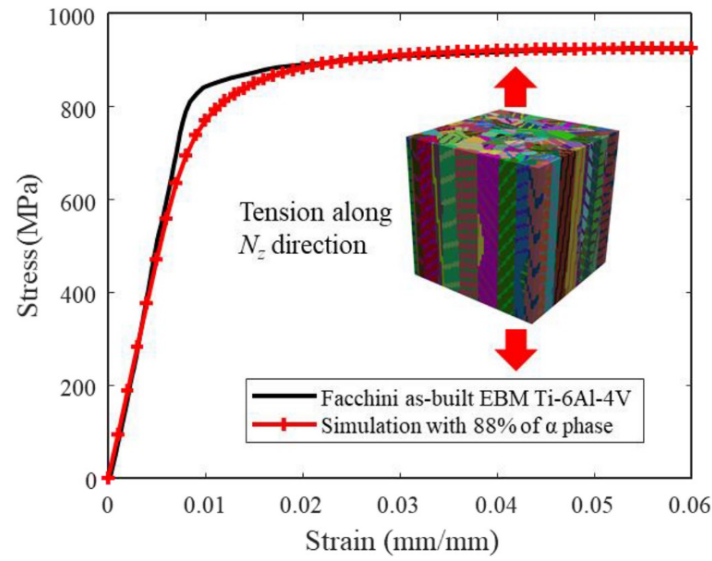 1000
800
600
400
200
0
Stress (MPa)
Tension along
N_z direction
Facchini as-built EBM Ti-6Al-4V
Simulation with 88% of α phase
0 0.01 0.02 0.03 0.04 0.05 0.06
Strain (mm/mm)